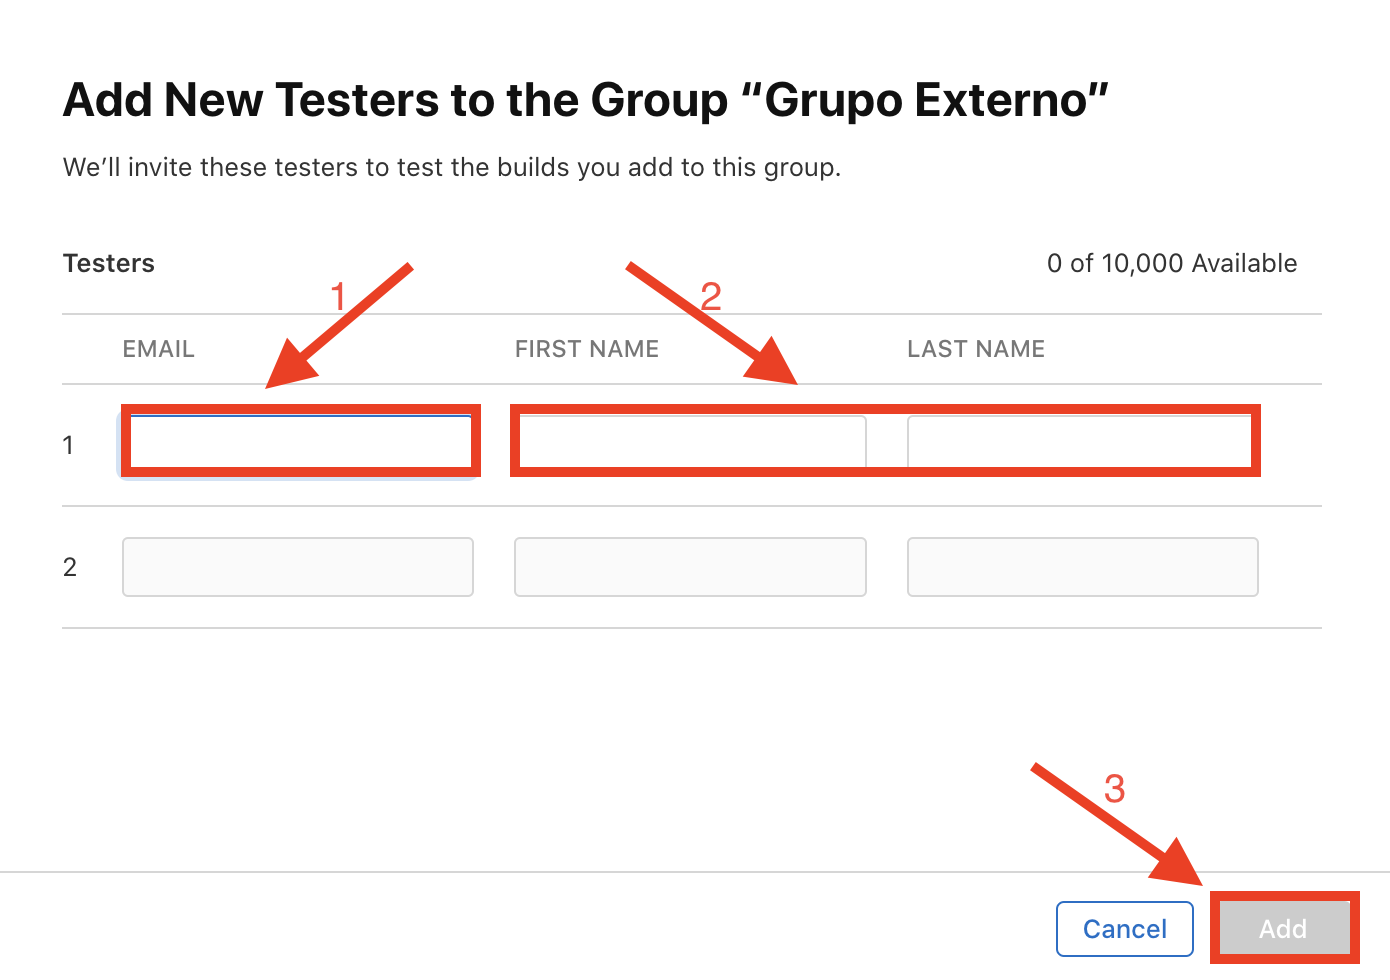 Add New Testers to the Group “Grupo Externo”
We’ll invite these testers to test the builds you add to this group.
Testers
0 of 10,000 Available
1
2
EMAIL
FIRST NAME
LAST NAME
1
2
3
Cancel
Add